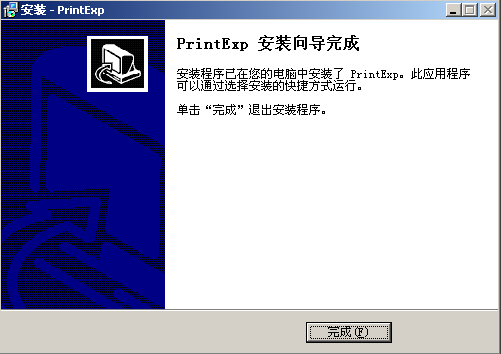 安装 - PrintExp
PrintExp 安装向导完成
安装程序已在您的电脑中安装了 PrintExp。此应用程序
可以通过选择安装的快捷方式运行。
单击“完成”退出安装程序。
完成(F)